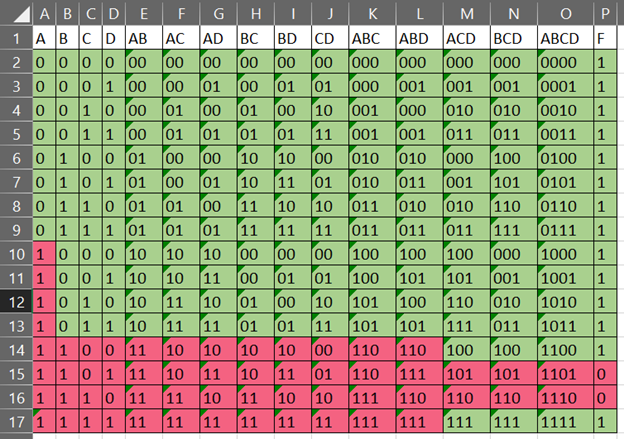 A B C D E F G H I J K L M N O P
1 A B C D AB AC AD BC BD CD ABC ABD ACD BCD ABCD F
2 0 0 0 0 00 00 00 00 00 00 000 000 000 000 0000 1
3 0 0 0 1 00 00 01 00 01 01 000 001 001 001 0001 1
4 0 0 1 0 00 01 00 01 00 10 001 000 010 010 0010 1
5 0 0 1 1 00 01 01 01 01 11 001 001 011 011 0011 1
6 0 1 0 0 01 00 00 10 10 00 010 010 000 100 0100 1
7 0 1 0 1 01 00 01 10 11 01 010 011 001 101 0101 1
8 0 1 1 0 01 01 00 11 10 10 011 010 010 110 0110 1
9 0 1 1 1 01 01 01 11 11 11 011 011 011 111 0111 1
10 1 0 0 0 10 10 10 00 00 00 100 100 100 000 1000 1
11 1 0 0 1 10 10 11 00 01 01 100 101 101 001 1001 1
12 1 0 1 0 10 11 10 01 00 10 101 100 110 010 1010 1
13 1 0 1 1 10 11 11 01 01 11 101 101 111 011 1011 1
14 1 1 0 0 11 10 10 10 10 00 110 110 100 100 1100 1
15 1 1 0 1 11 10 11 10 11 01 110 111 101 101 1101 0
16 1 1 1 0 11 11 10 11 10 10 111 110 110 110 1110 0
17 1 1 1 1 11 11 11 11 11 11 111 111 111 111 1111 1